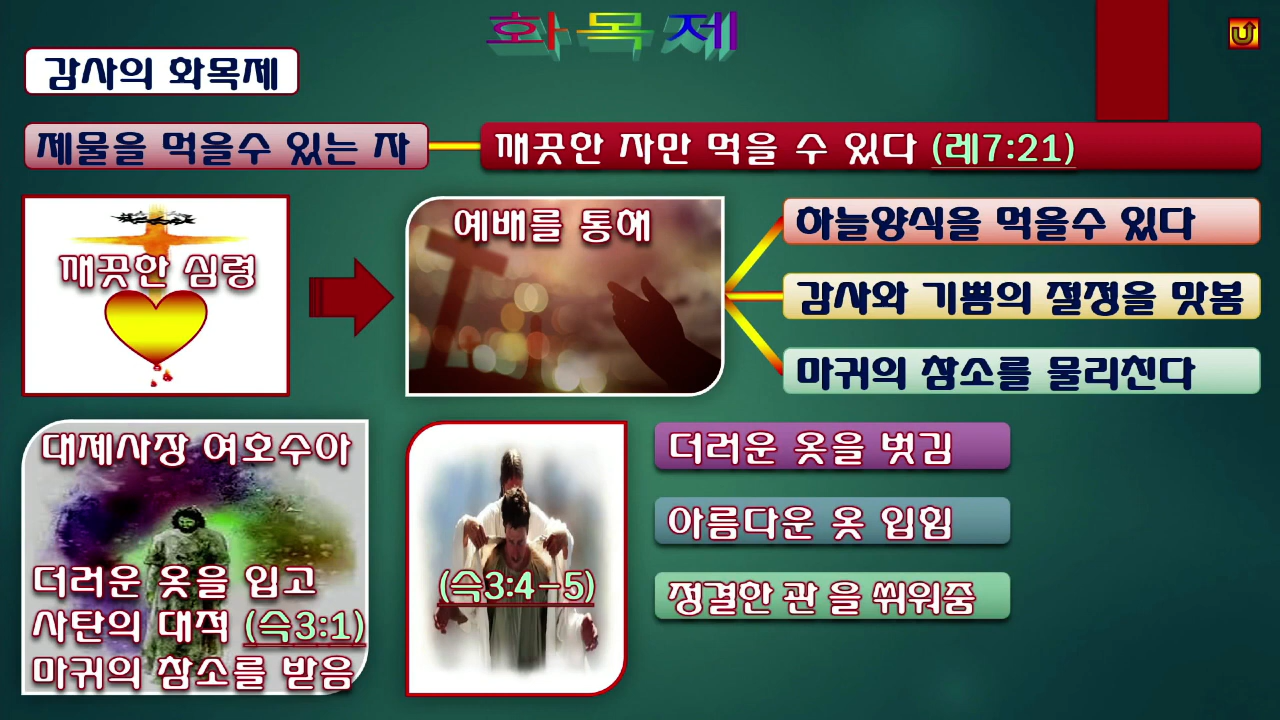 화목제
감사의 화목제
제물을 먹을수 있는 자
깨끗한 자만 먹을 수 있다 (레7:21)
깨끗한 심령
예배를 통해
하늘양식을 먹을수 있다
감사와 기쁨의 절정을 맛봄
마귀의 참소를 물리친다
대제사장 여호수아
더러운 옷을 입고
사탄의 대적 (슥3:1)
마귀의 참소를 받음
(슥3:4-5)
더러운 옷을 벗김
아름다운 옷 입힘
정결한 관 을 씌워줌